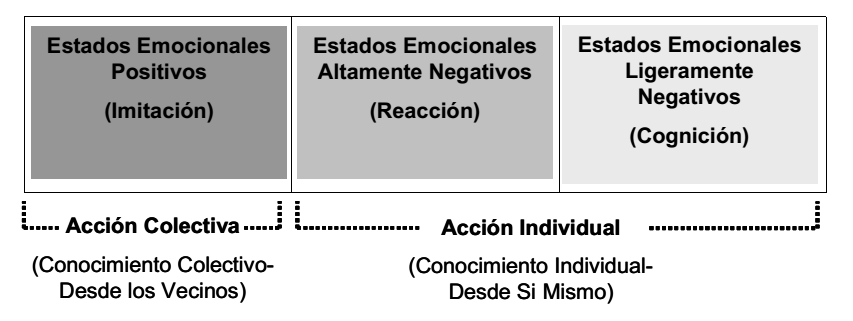 Estados Emocionales
Positivos
(Imitación)
Estados Emocionales
Altamente Negativos
(Reacción)
Estados Emocionales
Ligeramente
Negativos
(Cognición)
Acción Colectiva
(Conocimiento Colectivo-
Desde los Vecinos)
Acción Individual
(Conocimiento Individual-
Desde Si Mismo)